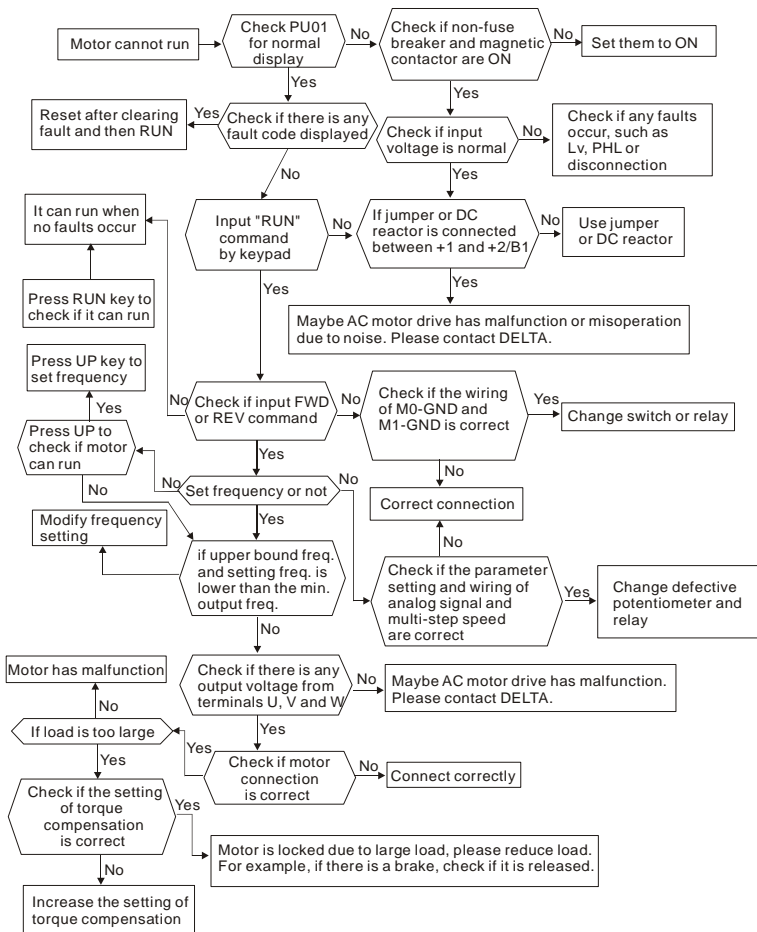 Motor cannot run
Check PU01
for normal
display
No
Check if non-fuse
breaker and magnetic
contactor are ON
No
Set them to ON
Yes
Yes
Reset after clearing
fault and then RUN
Yes
Check if there is any
fault code displayed
Check if input
voltage is normal
No
Check if any faults
occur, such as
Lv, PHL or
disconnection
No
Yes
It can run when
no faults occur
Input "RUN"
command
by keypad
No
If jumper or DC
reactor is connected
between +1 and +2/B1
No
Use jumper
or DC reactor
Yes
Yes
Press RUN key to
check if it can run
Maybe AC motor drive has malfunction or misoperation
due to noise. Please contact DELTA.
Press UP key to
set frequency
No
Check if input FWD
or REV command
No
Check if the wiring
of M0-GND and
M1-GND is correct
Yes
Change switch or relay
Yes
Press UP to
check if motor
can run
Yes
No
No
Set frequency or not
No
No
Correct connection
Modify frequency
setting
Yes
No
if upper bound freq.
and setting freq. is
lower than the min.
output freq.
Check if the parameter
setting and wiring of
analog signal and
multi-step speed
are correct
Yes
Change defective
potentiometer and
relay
No
Motor has malfunction
Check if there is any
output voltage from
terminals U, V and W
No
Maybe AC motor drive has malfunction.
Please contact DELTA.
No
Yes
If load is too large
Yes
Check if motor
connection
is correct
No
Connect correctly
Yes
Check if the setting
of torque
compensation
is correct
Yes
Motor is locked due to large load, please reduce load.
For example, if there is a brake, check if it is released.
No
Increase the setting of
torque compensation